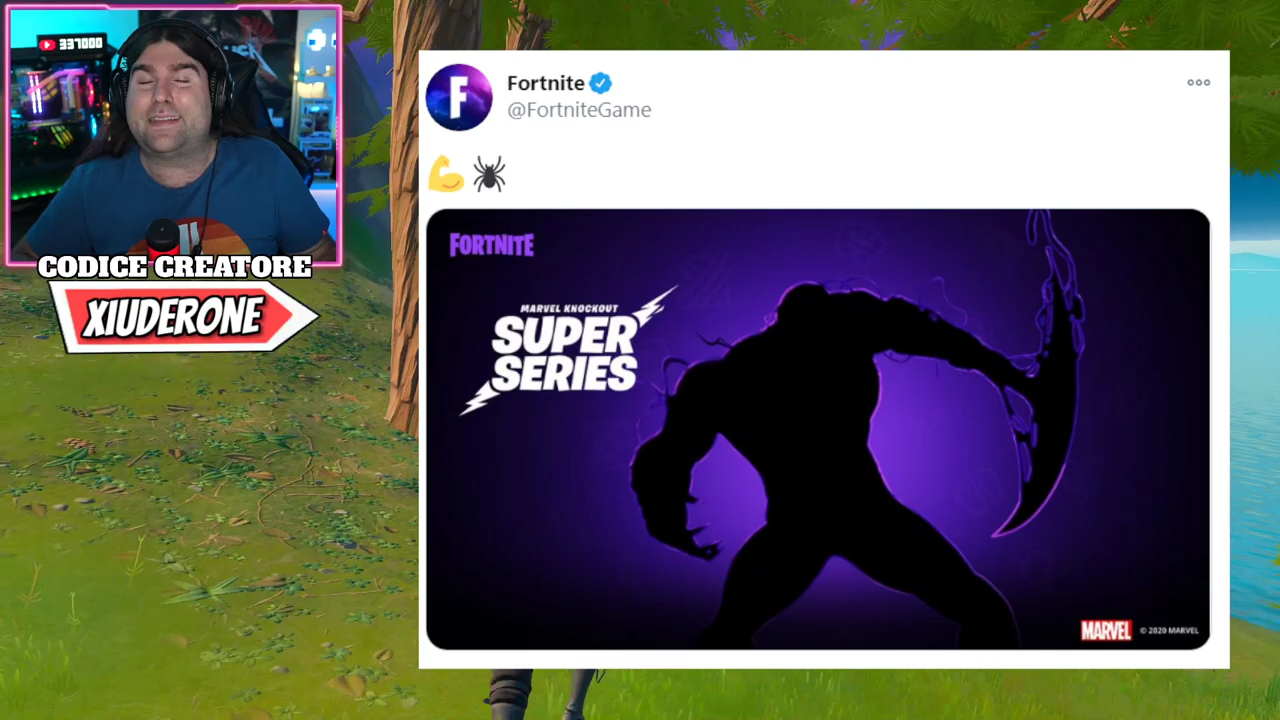 337000
CODICE CREATORE
XIUDERONE
Fortnite
@FortniteGame
FORTNITE
MARVEL KNOCKOUT
SUPER
SERIES
MARVEL © 2020 MARVEL